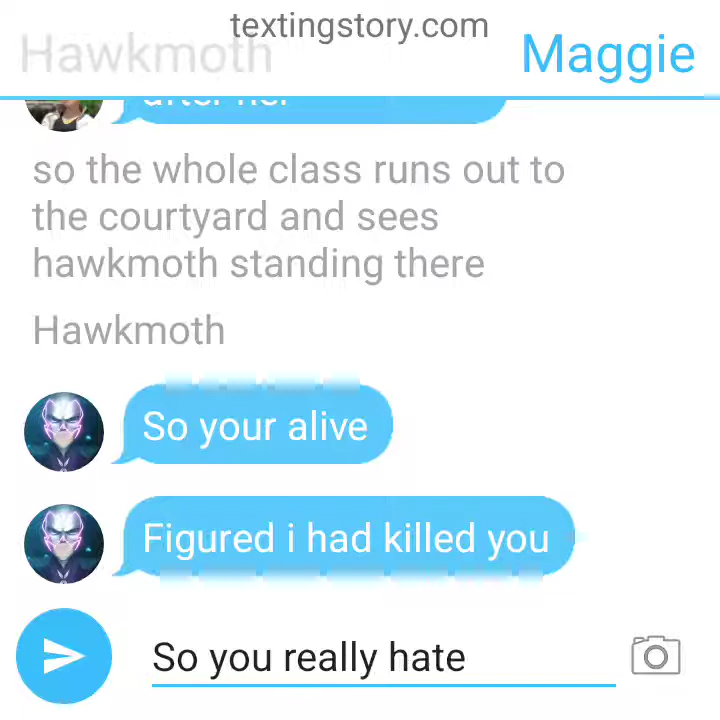 textingstory.com
Hawkmoth Maggie
so the whole class runs out to
the courtyard and sees
hawkmoth standing there
Hawkmoth
So your alive
Figured i had killed you
So you really hate